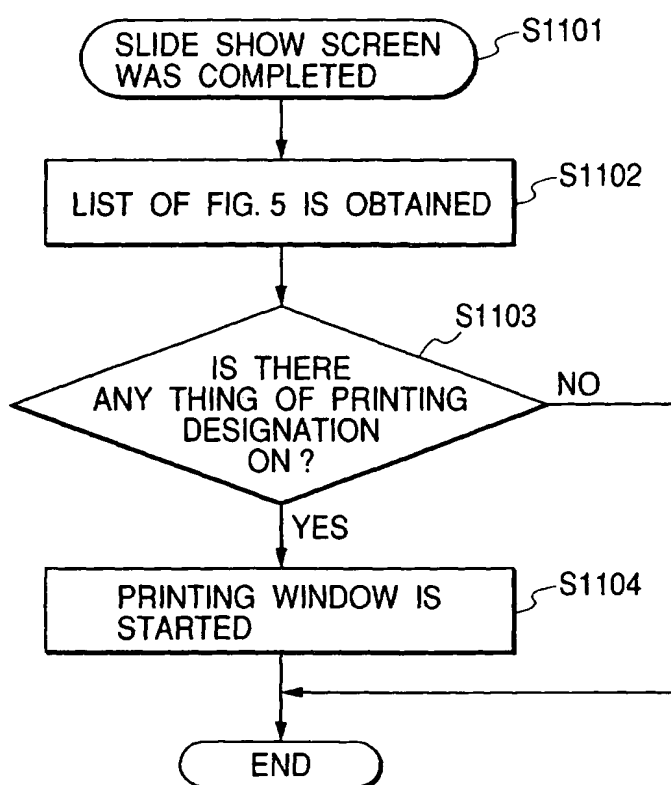 SLIDE SHOW SCREEN
WAS COMPLETED
S1101
LIST OF FIG. 5 IS OBTAINED
S1102
S1103
IS THERE
ANY THING OF PRINTING
DESIGNATION
ON ?
NO
YES
PRINTING WINDOW IS
STARTED
S1104
END